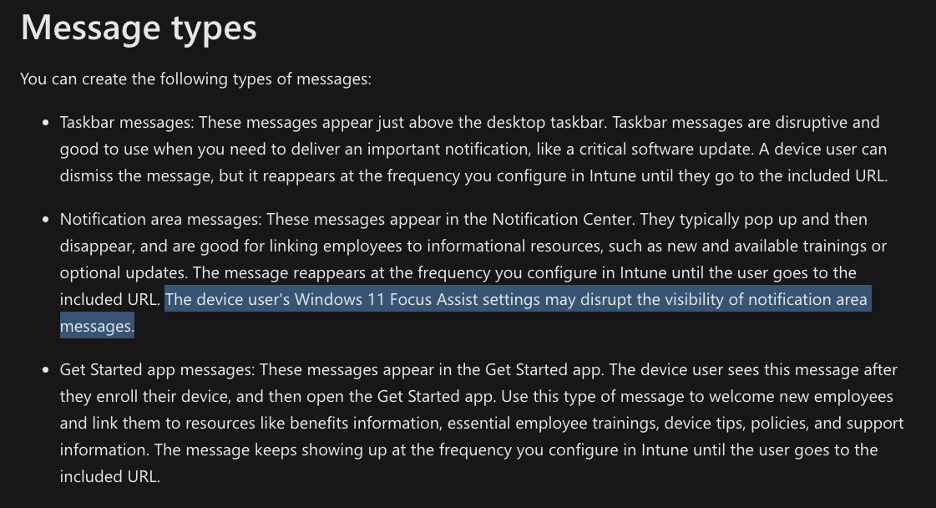 Message types
You can create the following types of messages:
Taskbar messages: These messages appear just above the desktop taskbar. Taskbar messages are disruptive and
good to use when you need to deliver an important notification, like a critical software update. A device user can
dismiss the message, but it reappears at the frequency you configure in Intune until they go to the included URL.
Notification area messages: These messages appear in the Notification Center. They typically pop up and then
disappear, and are good for linking employees to informational resources, such as new and available trainings or
optional updates. The message reappears at the frequency you configure in Intune until the user goes to the
included URL. The device user's Windows 11 Focus Assist settings may disrupt the visibility of notification area
messages.
Get Started app messages: These messages appear in the Get Started app. The device user sees this message after
they enroll their device, and then open the Get Started app. Use this type of message to welcome new employees
and link them to resources like benefits information, essential employee trainings, device tips, policies, and support
information. The message keeps showing up at the frequency you configure in Intune until the user goes to the
included URL.